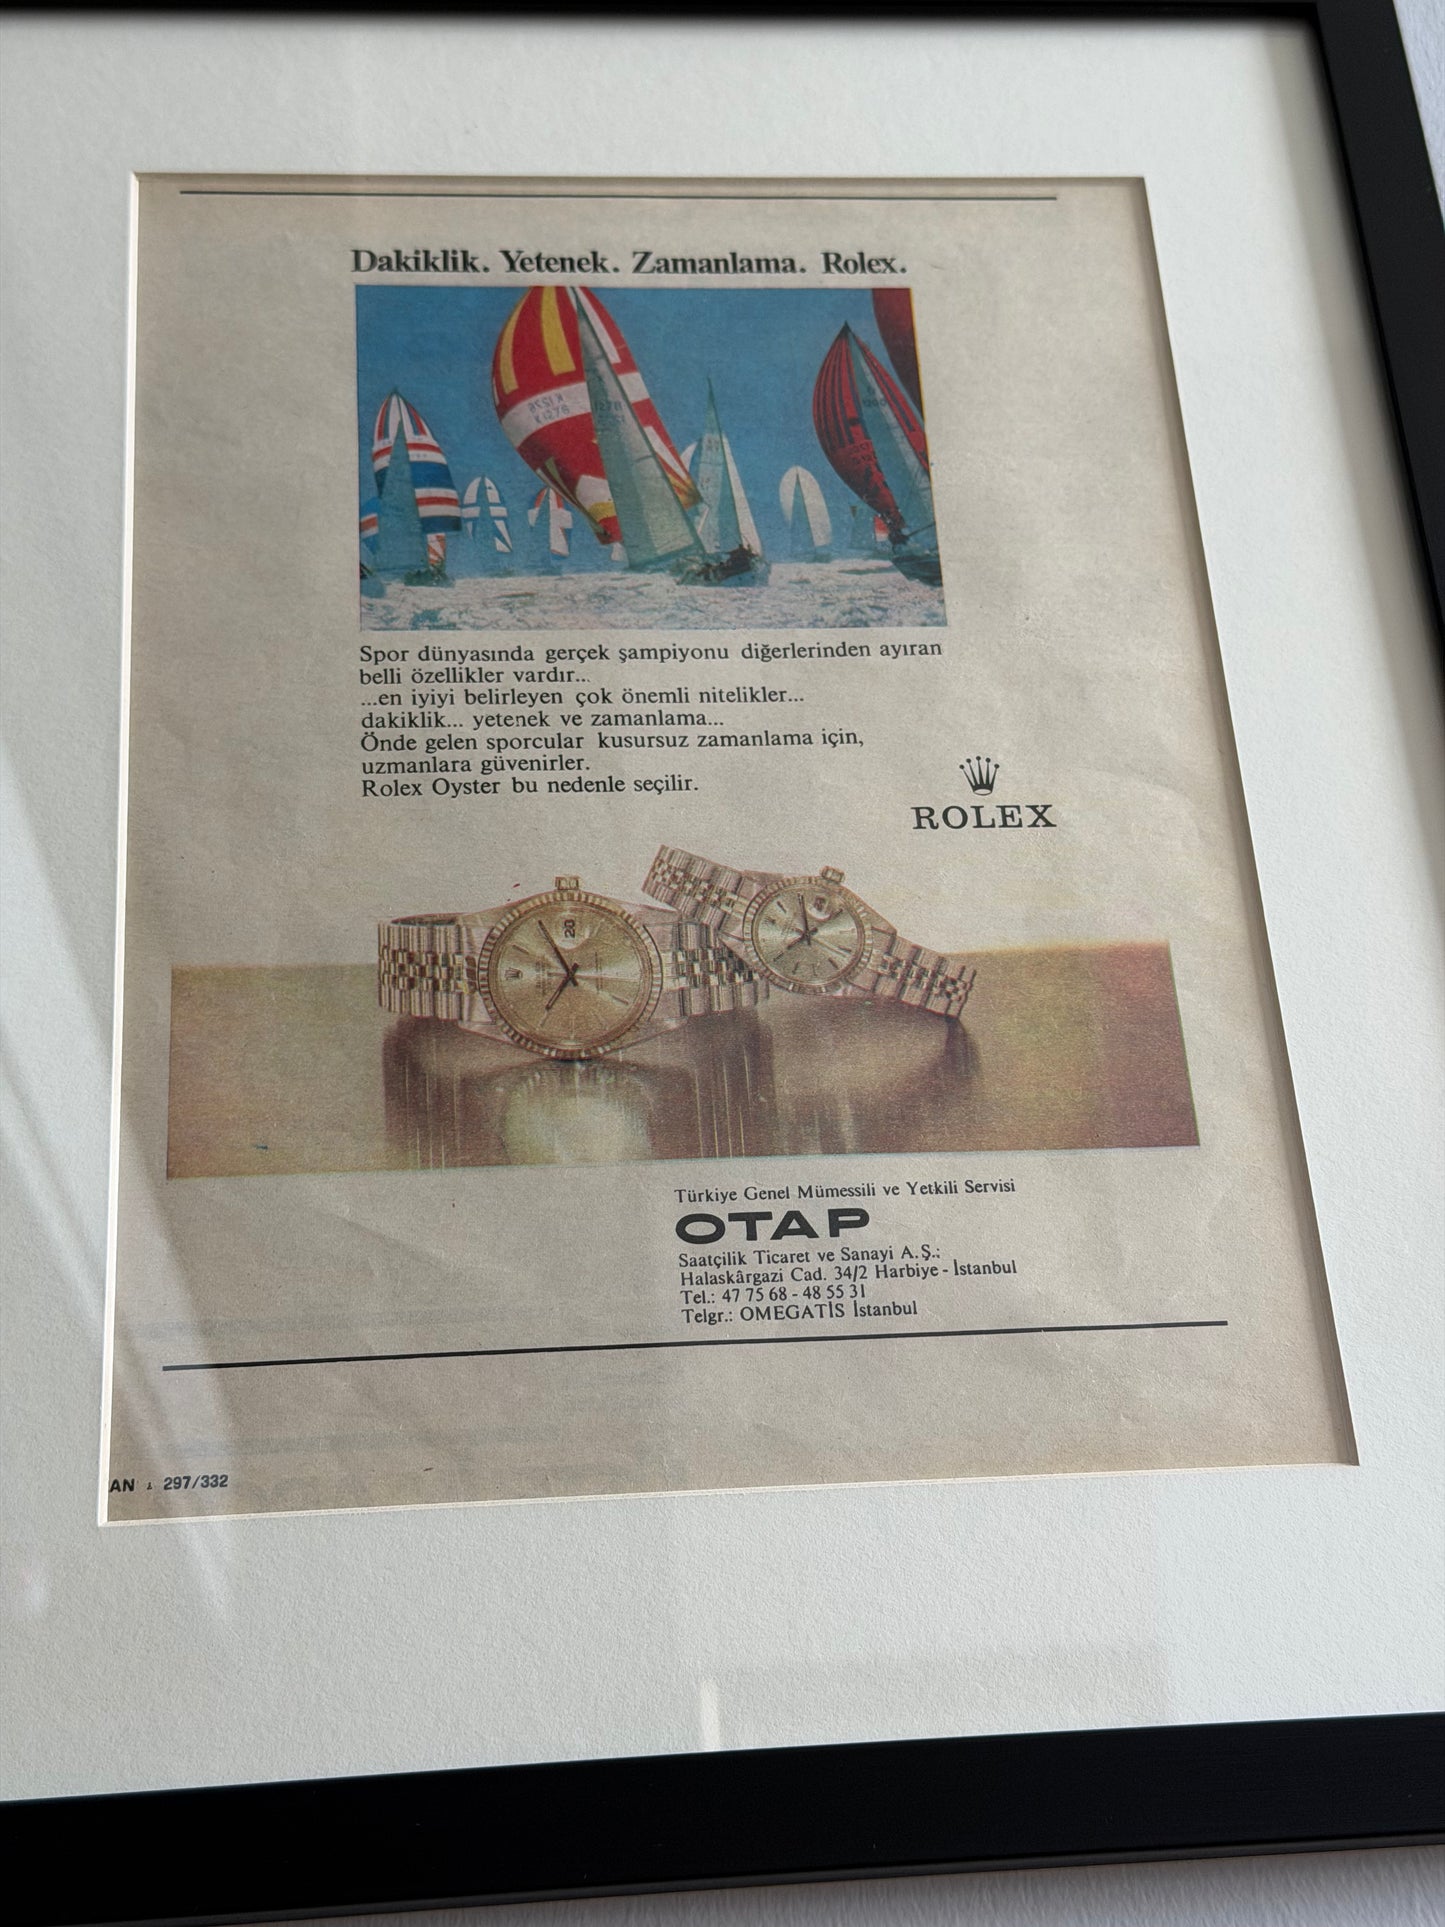 Dakiklik. Yetenek. Zamanlama. Rolex.
Spor dünyasında gerçek şampiyonu diğerlerinden ayıran
belli özellikler vardır...
...en iyiyi belirleyen çok önemli nitelikler...
dakiklik... yetenek ve zamanlama...
Önde gelen sporcular kusursuz zamanlama için,
uzmanlara güvenirler.
Rolex Oyster bu nedenle seçilir.
ROLEX
20
Türkiye Genel Mümessili ve Yetkili Servisi
OTAP
Saatçilik Ticaret ve Sanayi A.Ş.:
Halaskârgazi Cad. 34/2 Harbiye - İstanbul
Tel.: 47 75 68 - 48 55 31
Telgr.: OMEGATİS İstanbul
AN : 297/332